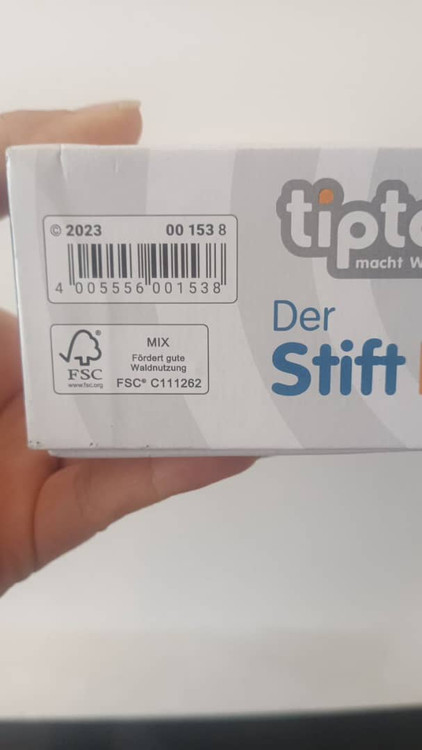 © 2023 00 153 8
4 005556 001538
FSC®
www.fsc.org
MIX
Fördert gute
Waldnutzung
FSC® C111262
tipto
macht W
Der
Stift